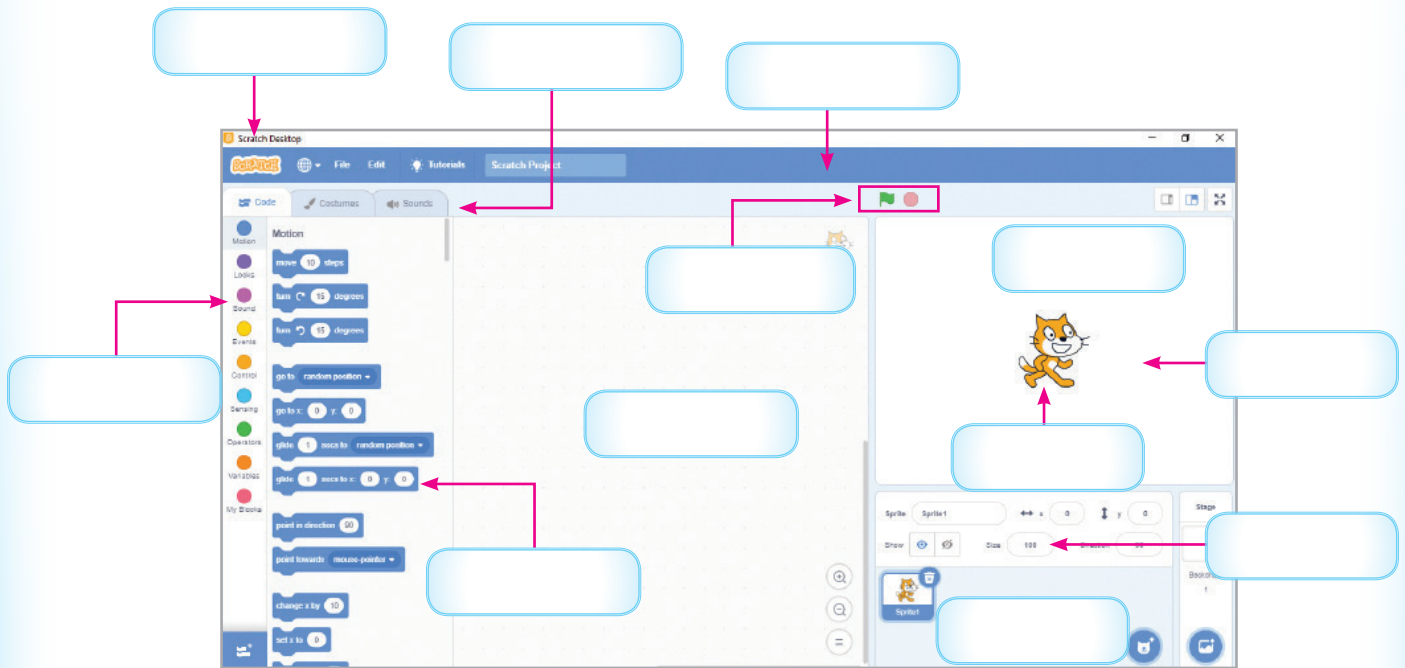 Scratch Desktop
SCRATCH File Edit Tutorials Scratch Project
Code Costumes Sounds
Motion
Looks
Sound
Events
Control
Sensing
Operators
Variables
My Blocks
Motion
move 10 steps
turn 15 degrees
turn 15 degrees
go to random position
go to x: 0 y: 0
glide 1 secs to random position
glide 1 secs to x: 0 y: 0
point in direction 90
point towards mouse-pointer
change x by 10
set x to 0
Sprite Sprite1 x 0 y 0
Show Size 100 Direction
Sprite1
Stage
1